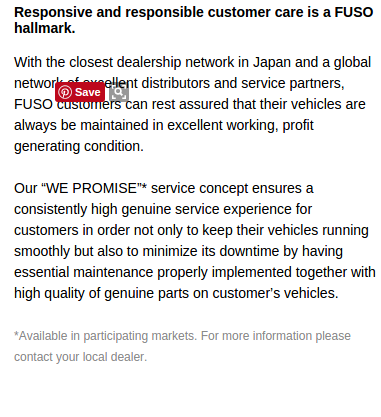 Responsive and responsible customer care is a FUSO
hallmark.
With the closest dealership network in Japan and a global
network of excellent distributors and service partners,
Save
FUSO customers can rest assured that their vehicles are
always be maintained in excellent working, profit
generating condition.
Our “WE PROMISE”* service concept ensures a
consistently high genuine service experience for
customers in order not only to keep their vehicles running
smoothly but also to minimize its downtime by having
essential maintenance properly implemented together with
high quality of genuine parts on customer’s vehicles.
*Available in participating markets. For more information please
contact your local dealer.